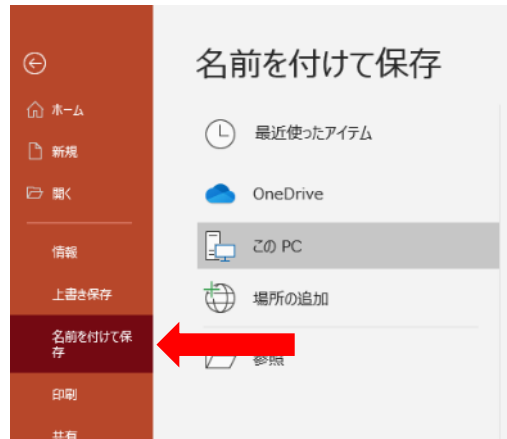 名前を付けて保存
ホーム
新規
開く
情報
上書き保存
名前を付けて保
存
印刷
共有
最近使ったアイテム
OneDrive
この PC
場所の追加
参照